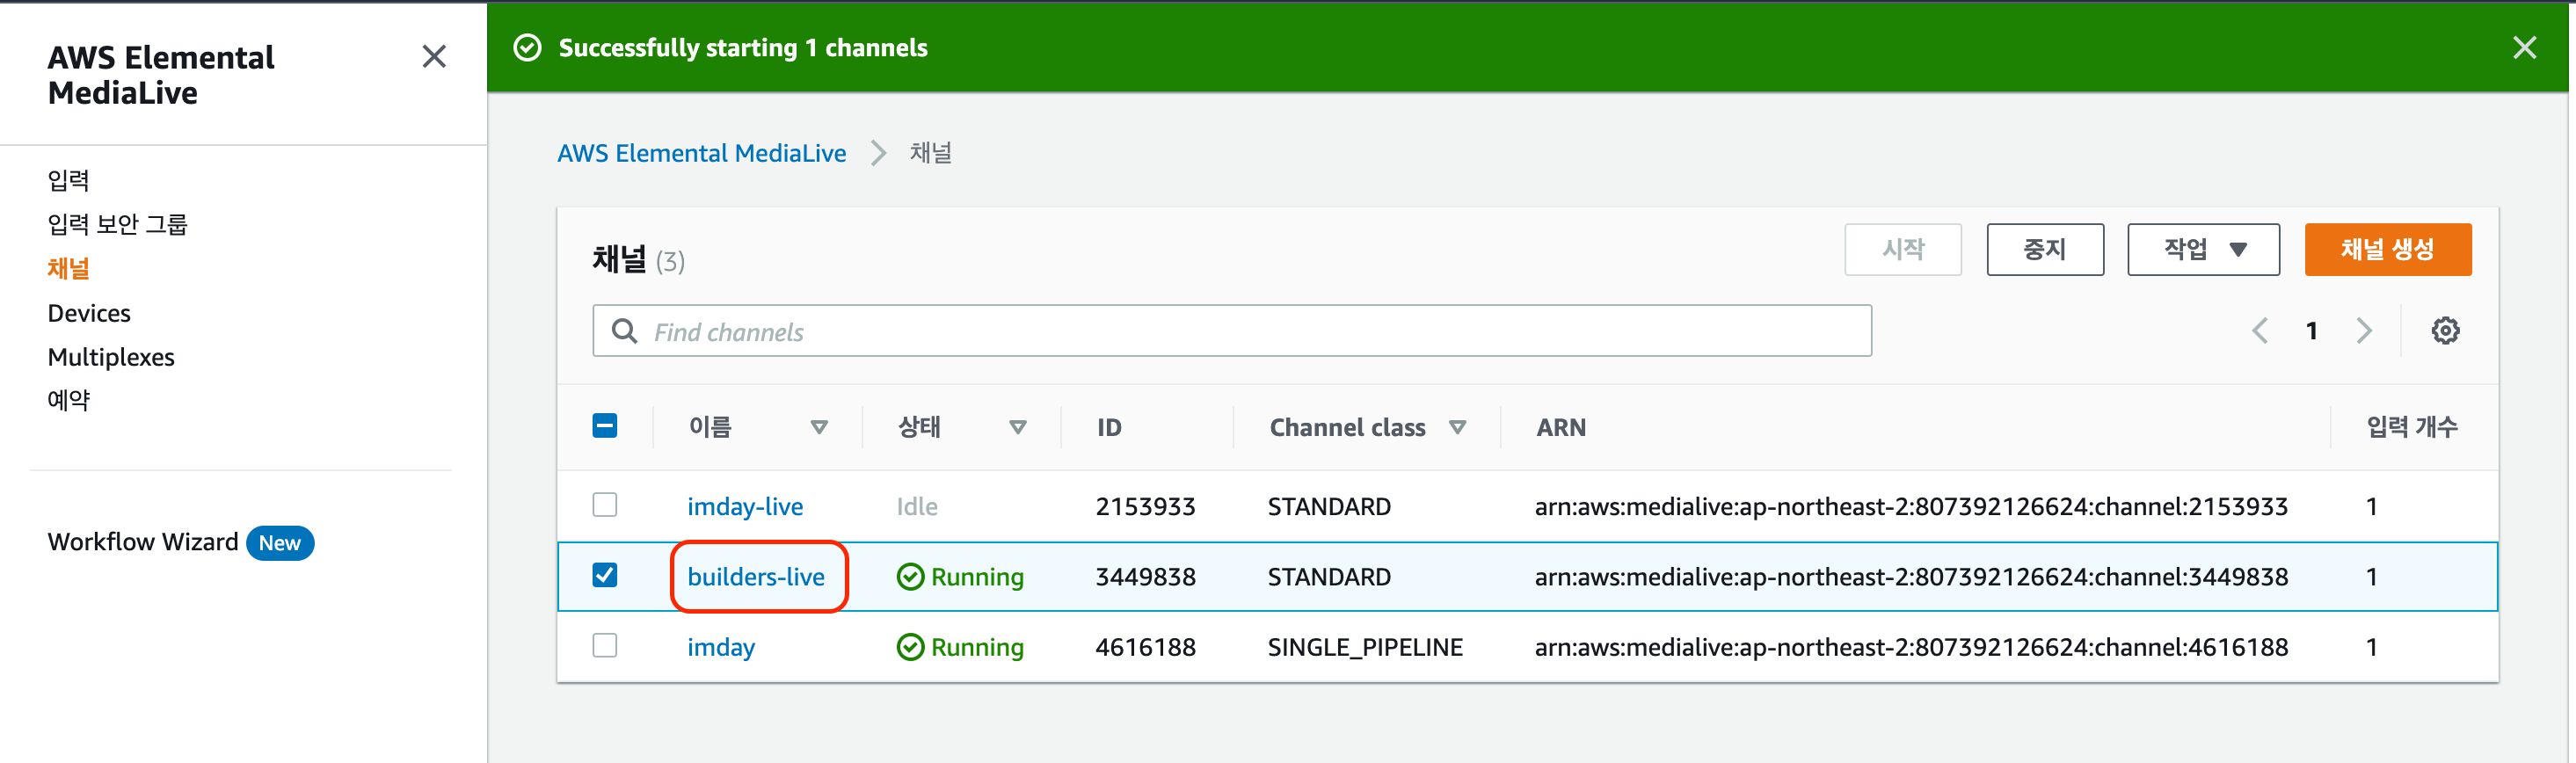 AWS Elemental
MediaLive
입력
입력 보안 그룹
채널
Devices
Multiplexes
예약
Workflow Wizard New
Successfully starting 1 channels
AWS Elemental MediaLive 채널
채널 (3)
시작 중지 작업 채널 생성
Find channels
1
이름 상태 ID Channel class ARN 입력 개수
imday-live Idle 2153933 STANDARD arn:aws:medialive:ap-northeast-2:807392126624:channel:2153933 1
builders-live Running 3449838 STANDARD arn:aws:medialive:ap-northeast-2:807392126624:channel:3449838 1
imday Running 4616188 SINGLE_PIPELINE arn:aws:medialive:ap-northeast-2:807392126624:channel:4616188 1